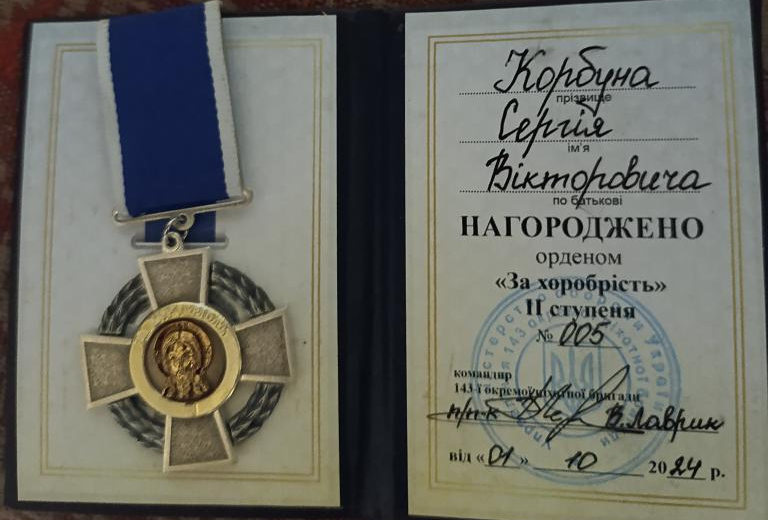 Корбуна
прізвище
Сергія
ім'я
Вікторовича
по батькові
НАГОРОДЖЕНО
орденом
«За хоробрість»
II ступеня
№ 005
командир
143-ї окремої піхотної бригади
п/п-к В. Лаврик
від «01» 10 2024 р.